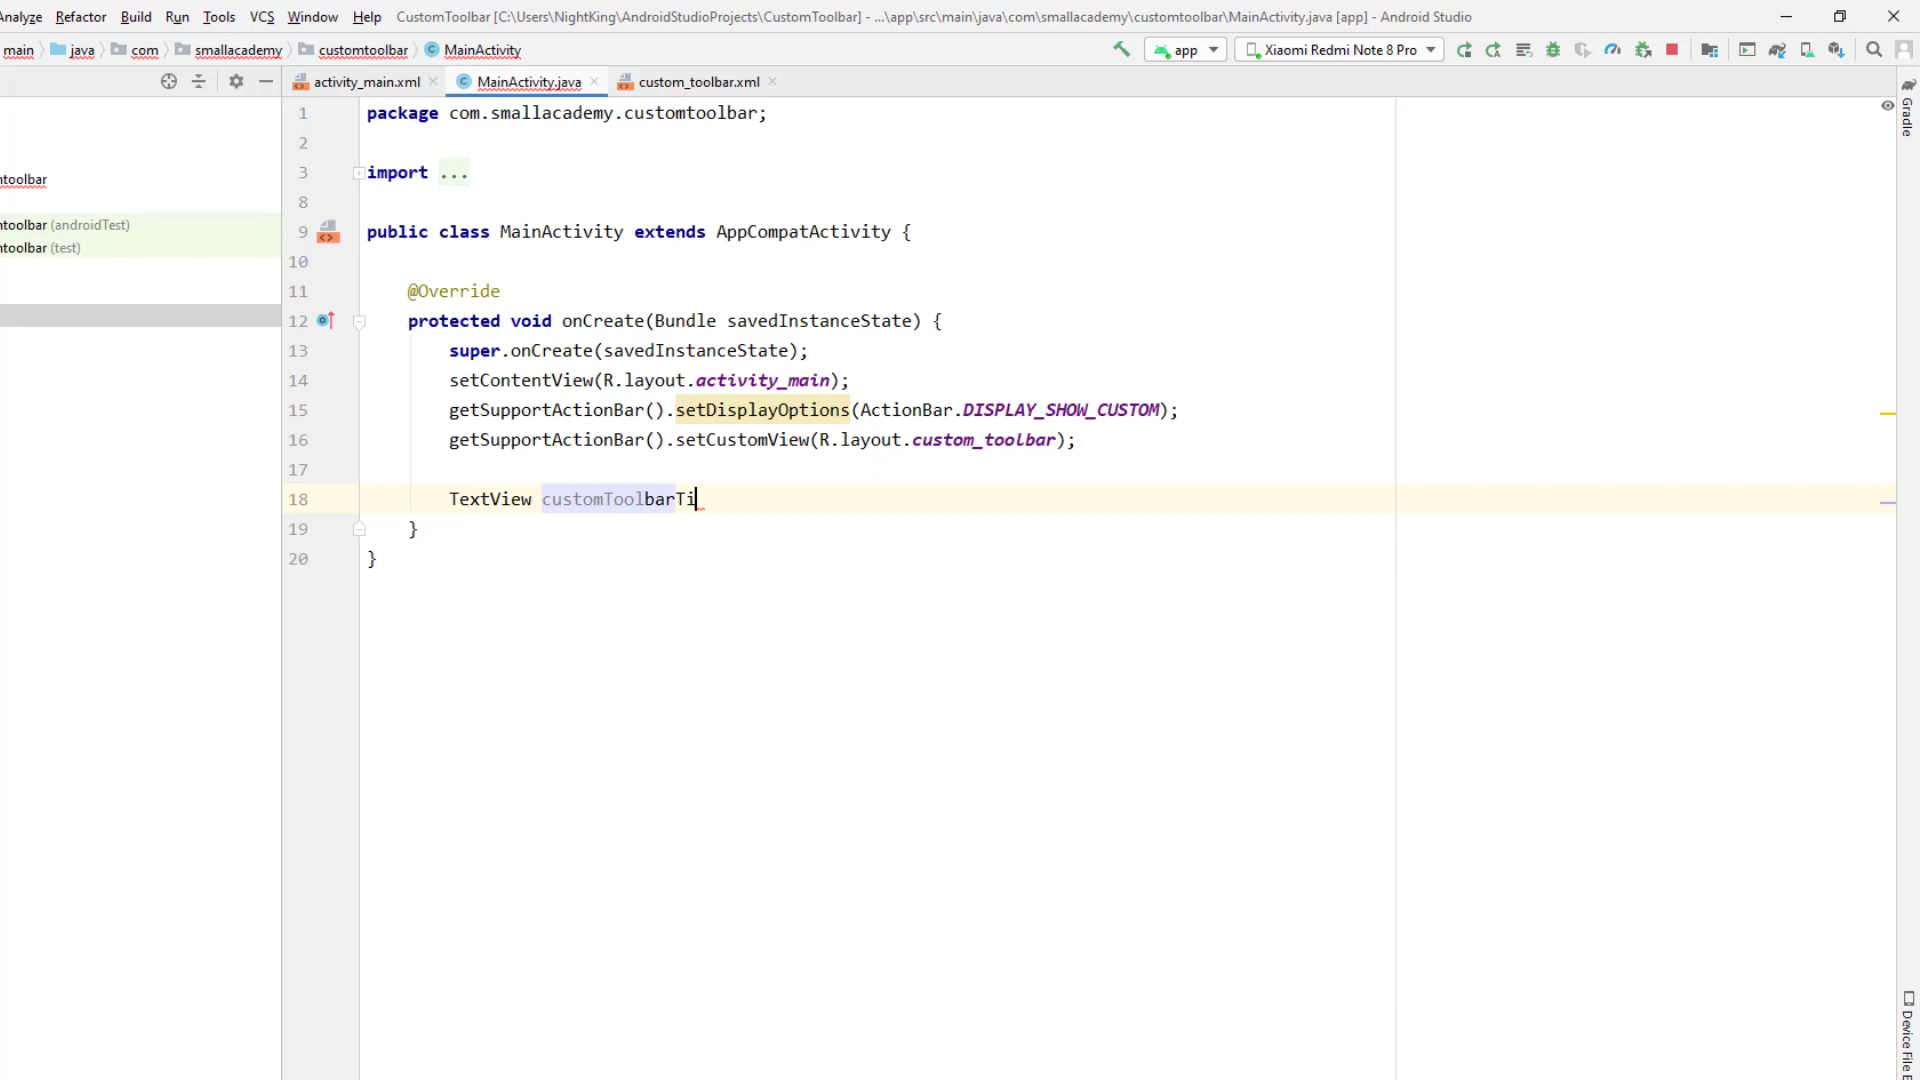 Analyze Refactor Build Run Tools VCS Window Help CustomToolbar [C:\Users\NightKing\AndroidStudioProjects\CustomToolbar] - ...\app\src\main\java\com\smallacademy\customtoolbar\MainActivity.java [app] - Android Studio
main java com smallacademy customtoolbar MainActivity app Xiaomi Redmi Note 8 Pro
activity_main.xml MainActivity.java custom_toolbar.xml
Gradle
1 package com.smallacademy.customtoolbar;
2
3 import ...
ntoolbar
8
ntoolbar (androidTest)
9 public class MainActivity extends AppCompatActivity {
ntoolbar (test)
10
11 @Override
12 protected void onCreate(Bundle savedInstanceState) {
13 super.onCreate(savedInstanceState);
14 setContentView(R.layout.activity_main);
15 getSupportActionBar().setDisplayOptions(ActionBar.DISPLAY_SHOW_CUSTOM);
16 getSupportActionBar().setCustomView(R.layout.custom_toolbar);
17
18 TextView customToolbarTi
19 }
20 }
Device File E